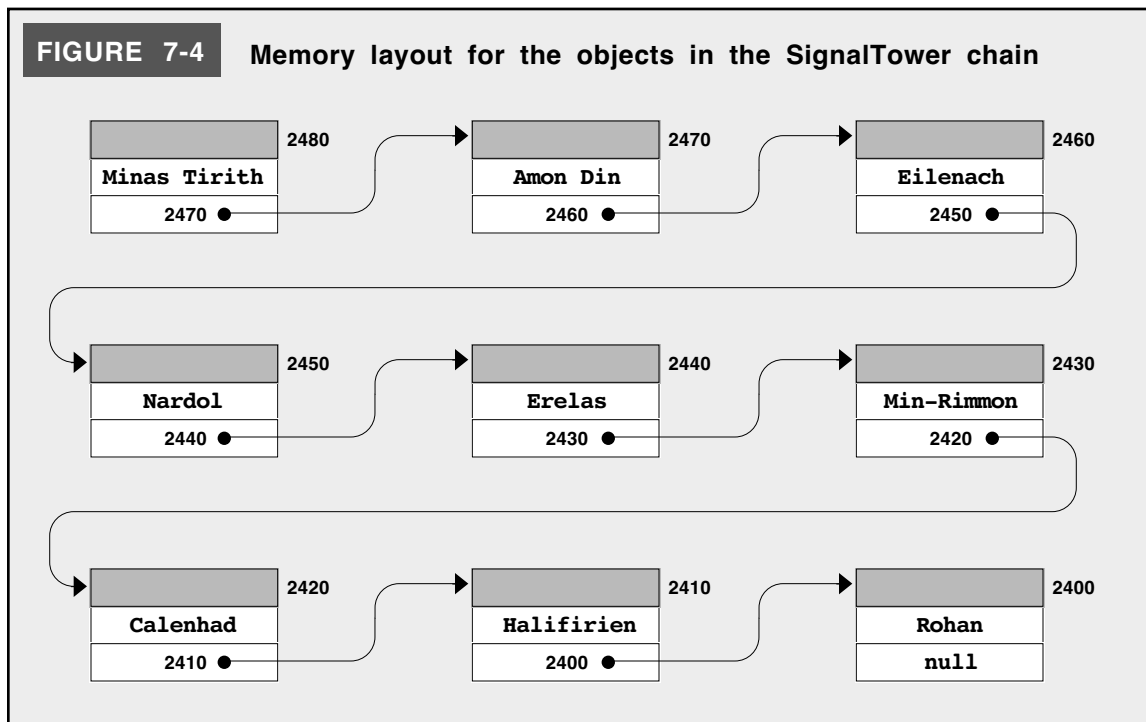 FIGURE 7-4 Memory layout for the objects in the SignalTower chain
2480 2470 2460
Minas Tirith Amon Din Eilenach
2470 2460 2450
2450 2440 2430
Nardol Erelas Min-Rimmon
2440 2430 2420
2420 2410 2400
Calenhad Halifirien Rohan
2410 2400 null